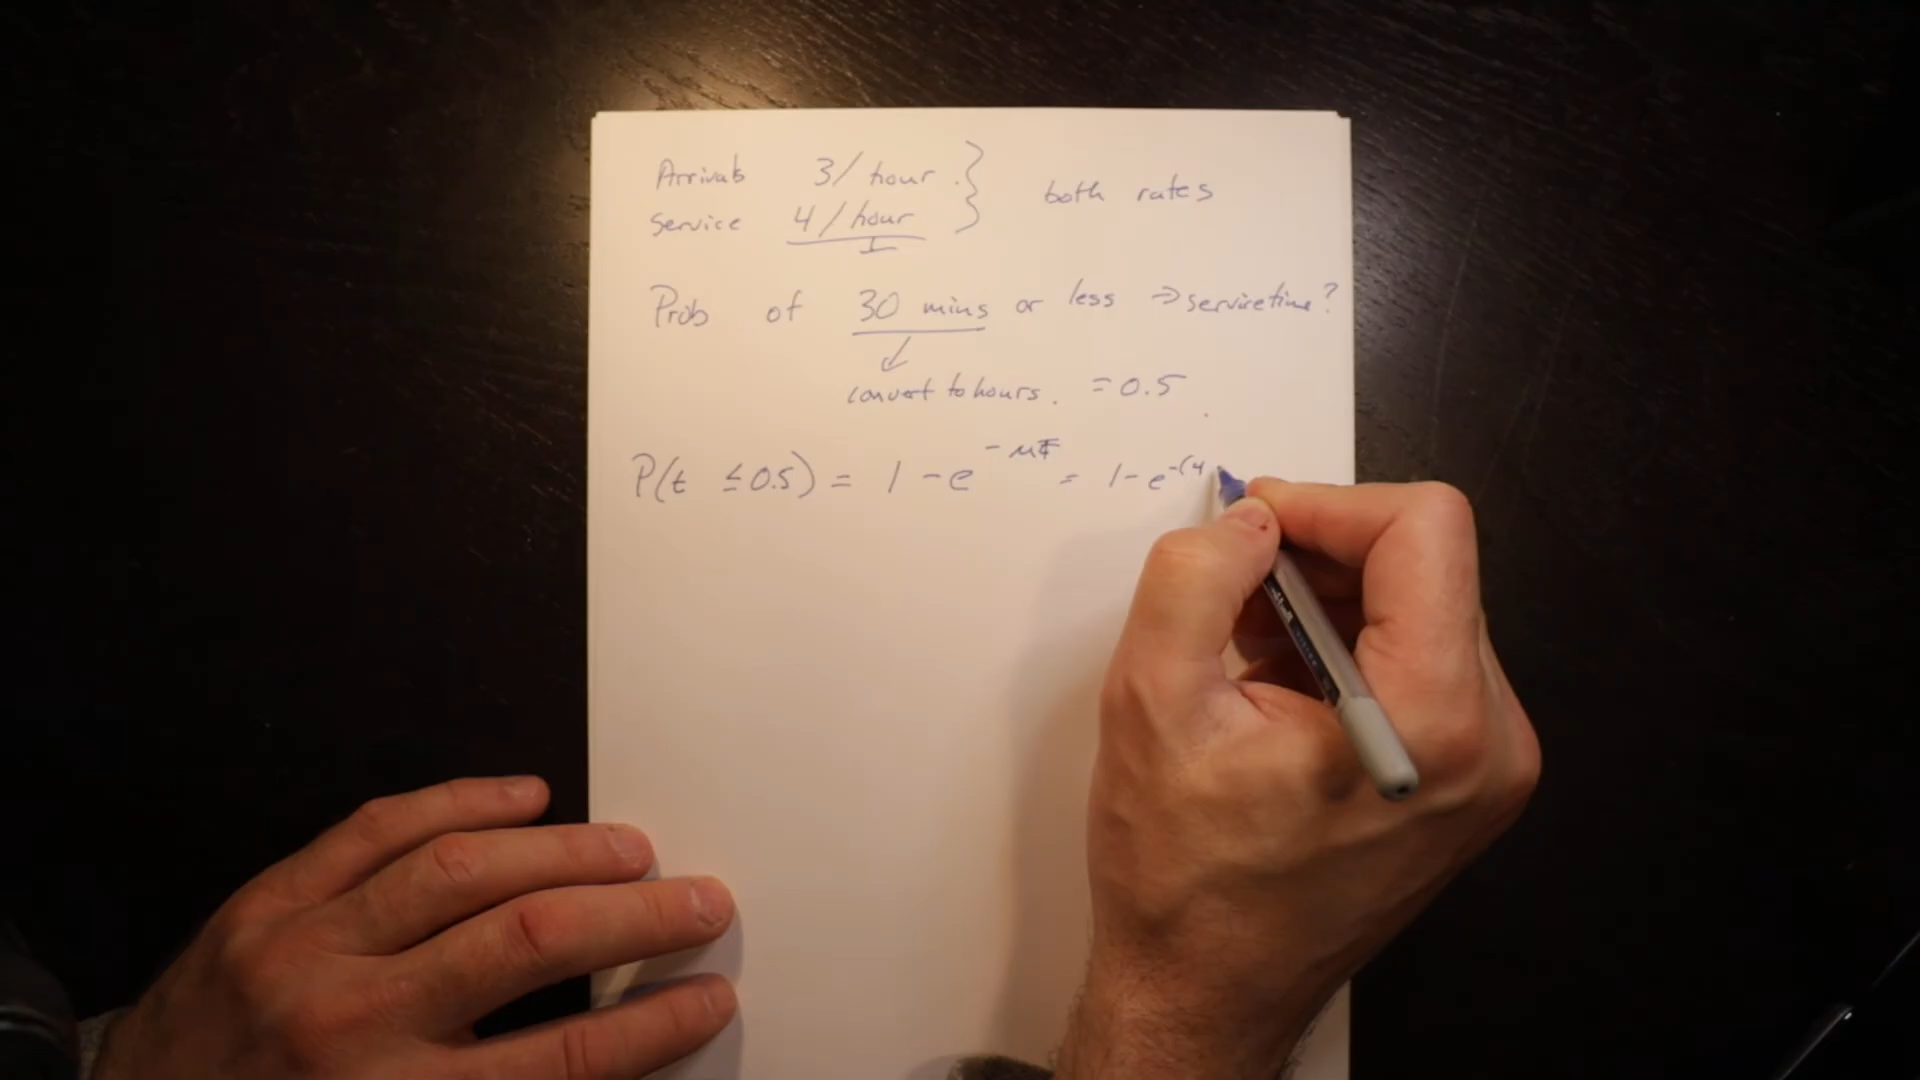 Arrivals 3/hour
Service 4/hour } both rates
Prob of 30 mins or less → service time?
convert to hours. = 0.5
P(t ≤ 0.5) = 1 - e^-μt = 1 - e^-(4